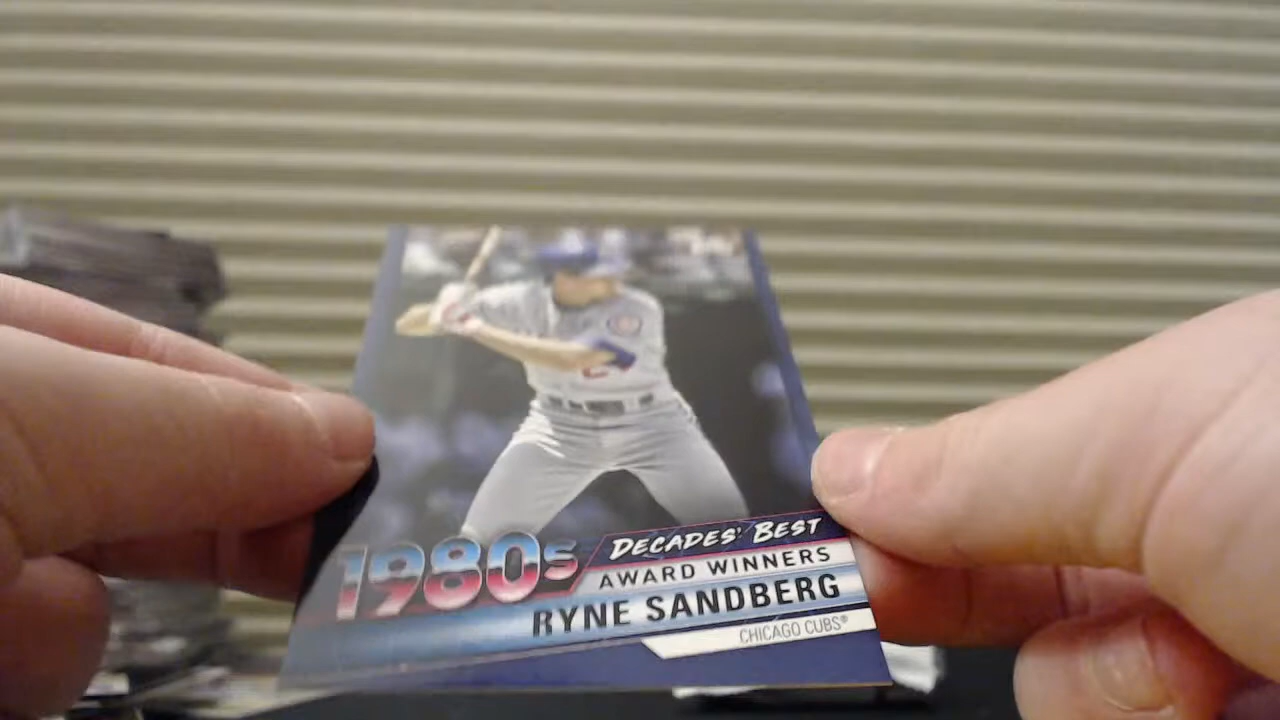 1980s
DECADES' BEST
AWARD WINNERS
RYNE SANDBERG
CHICAGO CUBS®